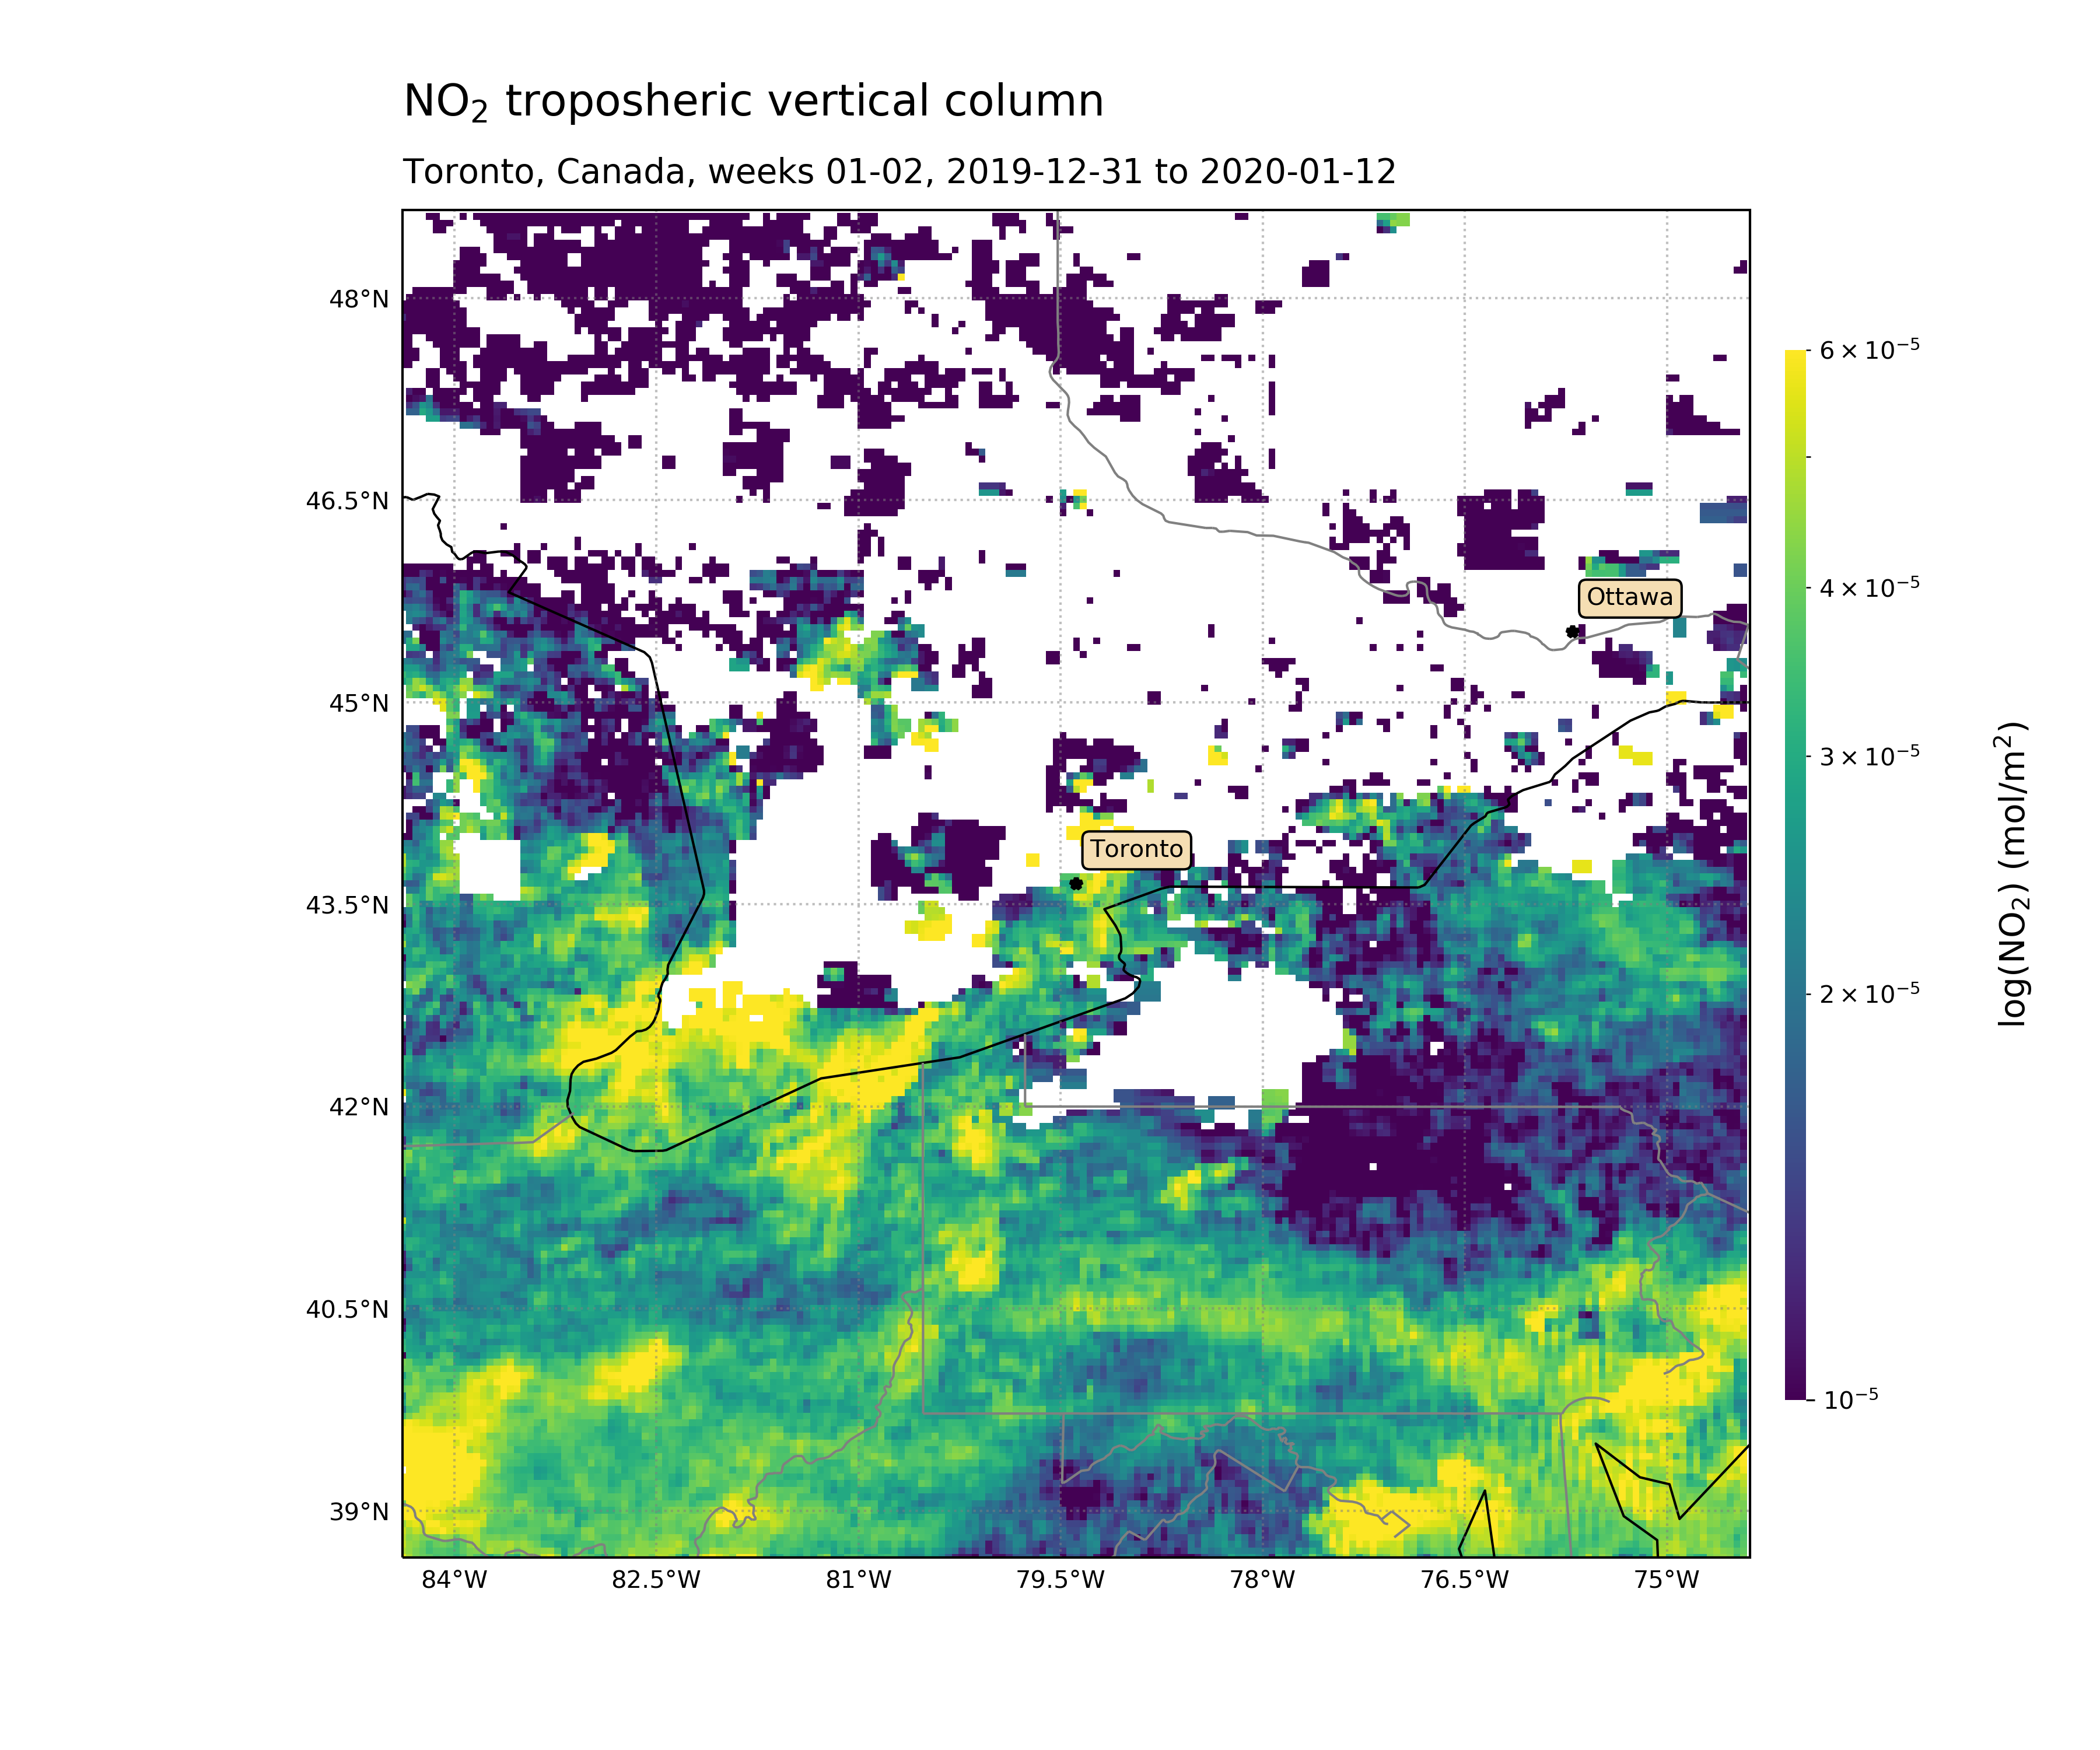 NO₂ troposheric vertical column
Toronto, Canada, weeks 01-02, 2019-12-31 to 2020-01-12
48°N
46.5°N
45°N
43.5°N
42°N
40.5°N
39°N
84°W 82.5°W 81°W 79.5°W 78°W 76.5°W 75°W
Ottawa
Toronto
6 × 10⁻⁵
4 × 10⁻⁵
3 × 10⁻⁵
2 × 10⁻⁵
10⁻⁵
log(NO₂) (mol/m²)